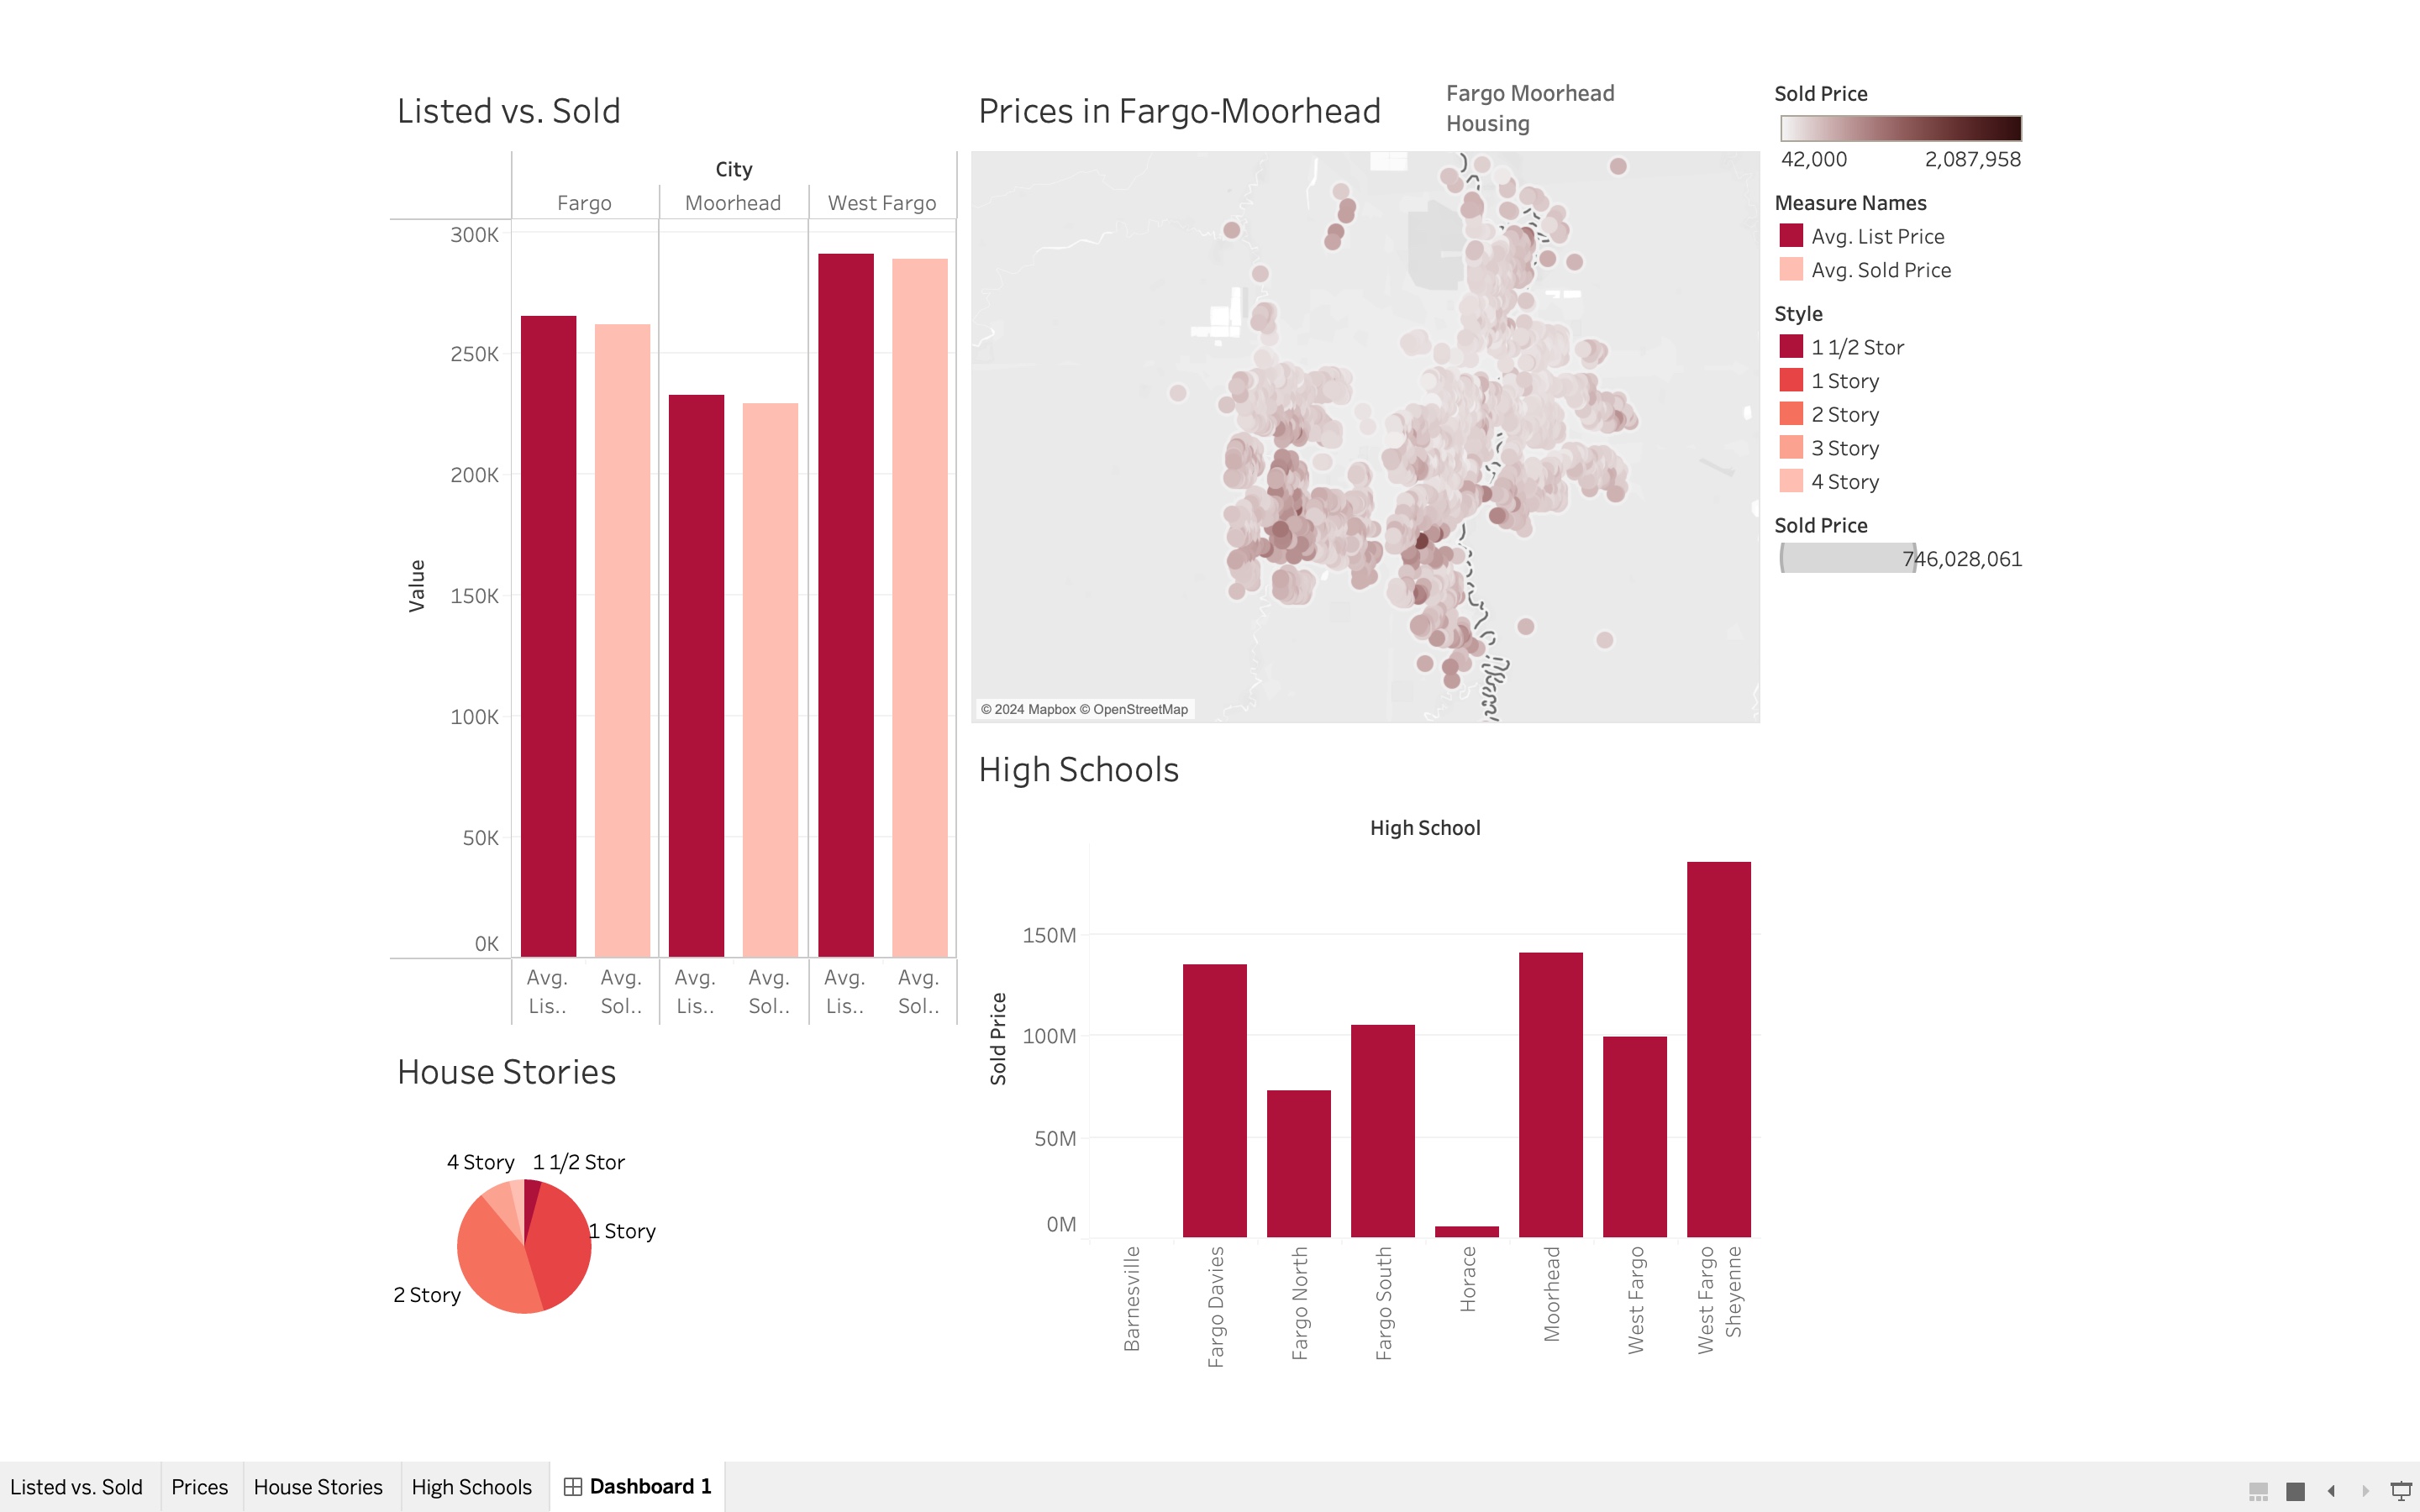 Listed vs. Sold
City
Fargo
Moorhead
West Fargo
300K
250K
200K
150K
100K
50K
0K
Value
Avg.
Lis..
Avg.
Sol..
Avg.
Lis..
Avg.
Sol..
Avg.
Lis..
Avg.
Sol..
House Stories
4 Story
1 1/2 Stor
1 Story
2 Story
Prices in Fargo-Moorhead
Fargo Moorhead
Housing
© 2024 Mapbox © OpenStreetMap
High Schools
High School
150M
100M
50M
0M
Sold Price
Barnesville
Fargo Davies
Fargo North
Fargo South
Horace
Moorhead
West Fargo
West Fargo
Sheyenne
Sold Price
42,000
2,087,958
Measure Names
Avg. List Price
Avg. Sold Price
Style
1 1/2 Stor
1 Story
2 Story
3 Story
4 Story
Sold Price
746,028,061
Listed vs. Sold
Prices
House Stories
High Schools
Dashboard 1